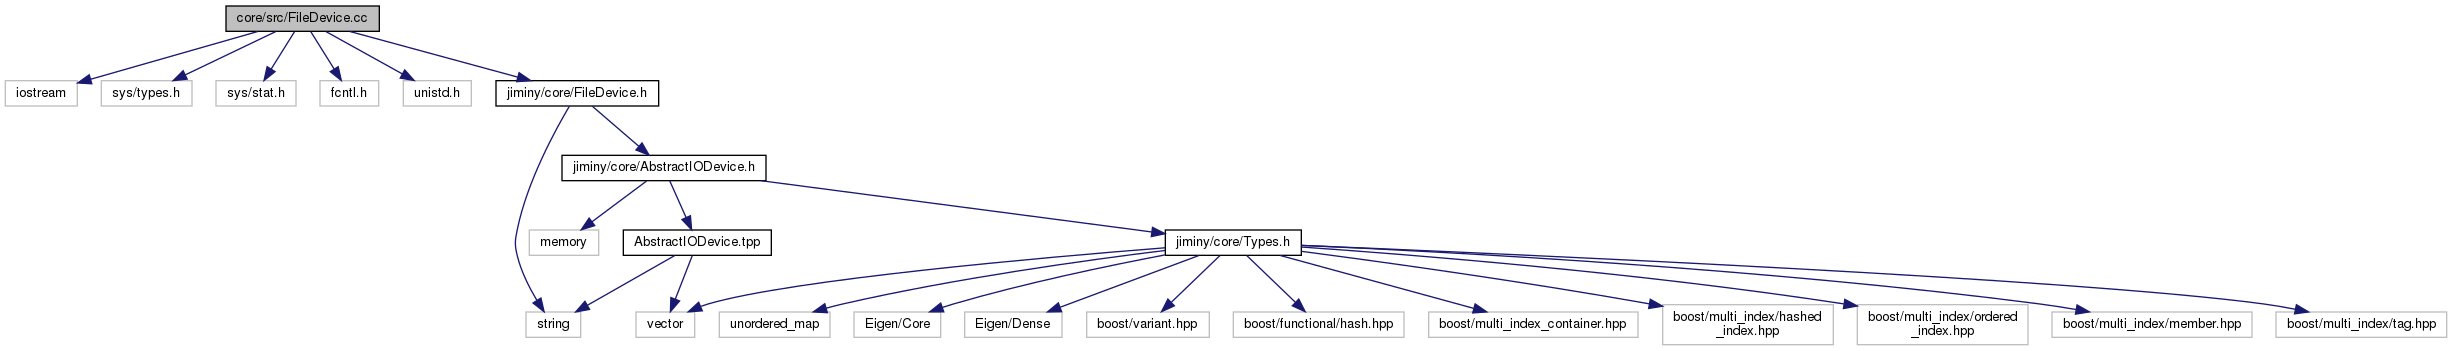 core/src/FileDevice.cc
iostream
sys/types.h
sys/stat.h
fcntl.h
unistd.h
jiminy/core/FileDevice.h
jiminy/core/AbstractIODevice.h
memory
AbstractIODevice.tpp
jiminy/core/Types.h
string
vector
unordered_map
Eigen/Core
Eigen/Dense
boost/variant.hpp
boost/functional/hash.hpp
boost/multi_index_container.hpp
boost/multi_index/hashed
_index.hpp
boost/multi_index/ordered
_index.hpp
boost/multi_index/member.hpp
boost/multi_index/tag.hpp